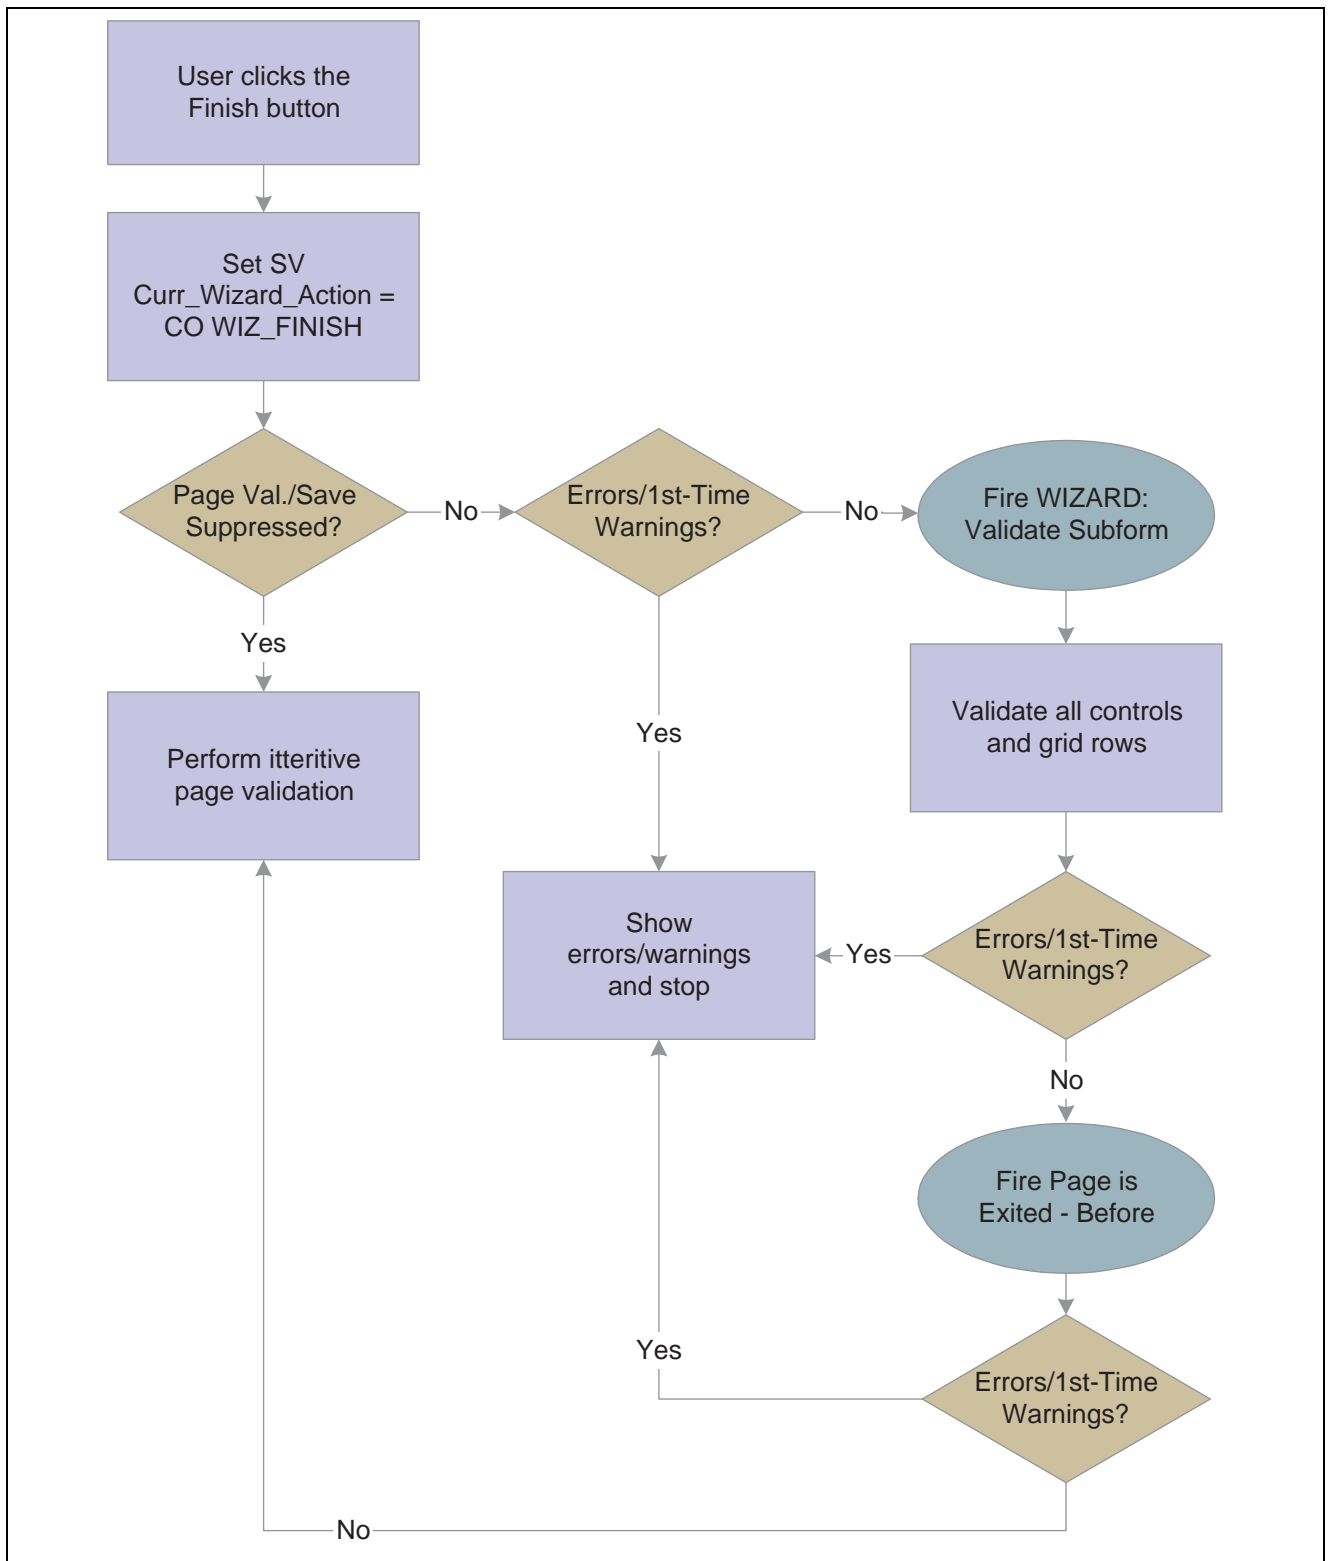 User clicks the
Finish button
Set SV
Curr_Wizard_Action =
CO WIZ_FINISH
Page Val./Save
Suppressed?
No
Errors/1st-Time
Warnings?
No
Fire WIZARD:
Validate Subform
Yes
Yes
Validate all controls
and grid rows
Perform itteritive
page validation
Show
errors/warnings
and stop
Yes
Errors/1st-Time
Warnings?
No
Fire Page is
Exited - Before
Yes
Errors/1st-Time
Warnings?
No